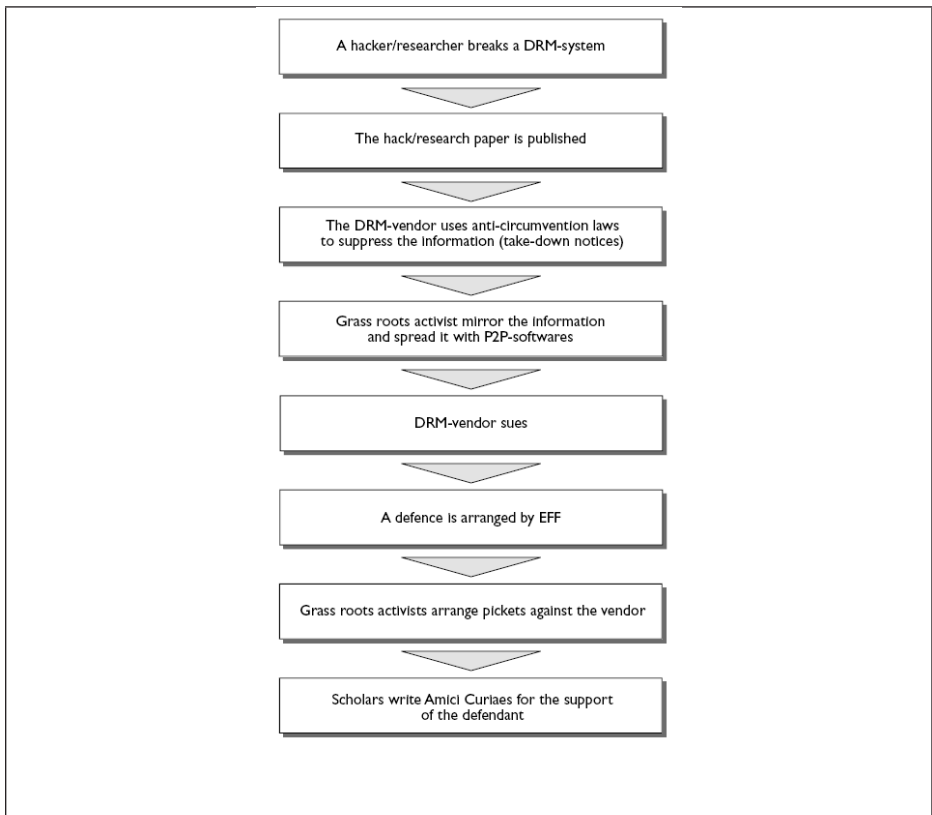 A hacker/researcher breaks a DRM-system
The hack/research paper is published
The DRM-vendor uses anti-circumvention laws
to suppress the information (take-down notices)
Grass roots activist mirror the information
and spread it with P2P-softwares
DRM-vendor sues
A defence is arranged by EFF
Grass roots activists arrange pickets against the vendor
Scholars write Amici Curiaes for the support
of the defendant